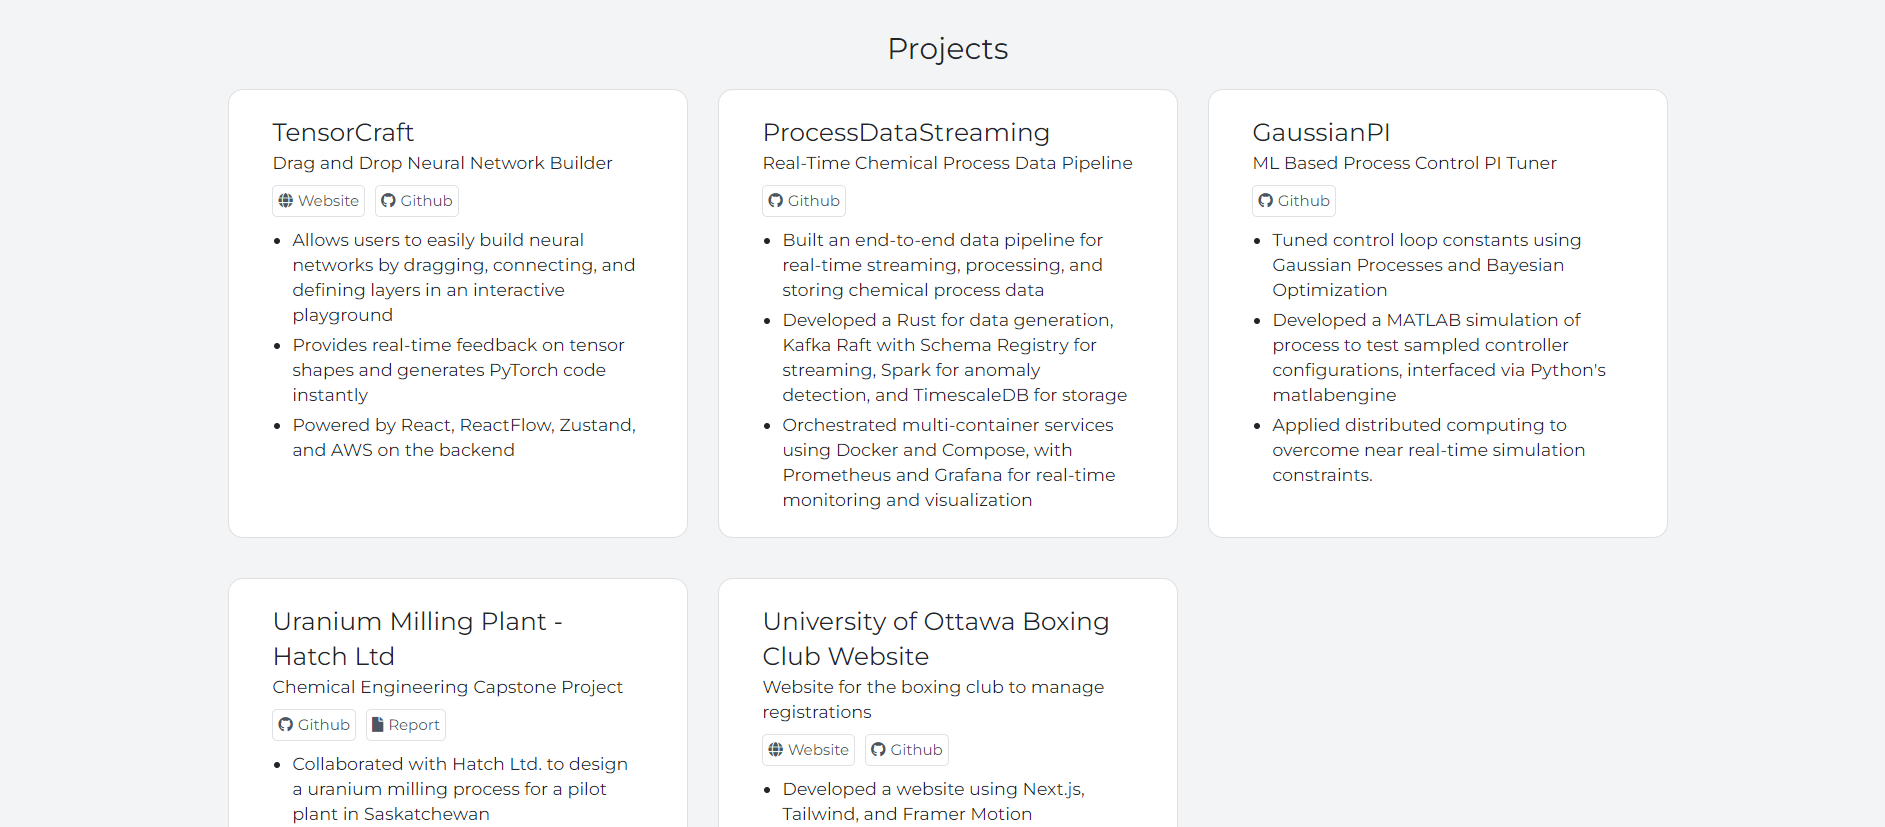 Projects
TensorCraft
Drag and Drop Neural Network Builder
Website Github
• Allows users to easily build neural
networks by dragging, connecting, and
defining layers in an interactive
playground
• Provides real-time feedback on tensor
shapes and generates PyTorch code
instantly
• Powered by React, ReactFlow, Zustand,
and AWS on the backend
ProcessDataStreaming
Real-Time Chemical Process Data Pipeline
Github
• Built an end-to-end data pipeline for
real-time streaming, processing, and
storing chemical process data
• Developed a Rust for data generation,
Kafka Raft with Schema Registry for
streaming, Spark for anomaly
detection, and TimescaleDB for storage
• Orchestrated multi-container services
using Docker and Compose, with
Prometheus and Grafana for real-time
monitoring and visualization
GaussianPI
ML Based Process Control PI Tuner
Github
• Tuned control loop constants using
Gaussian Processes and Bayesian
Optimization
• Developed a MATLAB simulation of
process to test sampled controller
configurations, interfaced via Python's
matlabengine
• Applied distributed computing to
overcome near real-time simulation
constraints.
Uranium Milling Plant -
Hatch Ltd
Chemical Engineering Capstone Project
Github Report
• Collaborated with Hatch Ltd. to design
a uranium milling process for a pilot
plant in Saskatchewan
University of Ottawa Boxing
Club Website
Website for the boxing club to manage
registrations
Website Github
• Developed a website using Next.js,
Tailwind, and Framer Motion